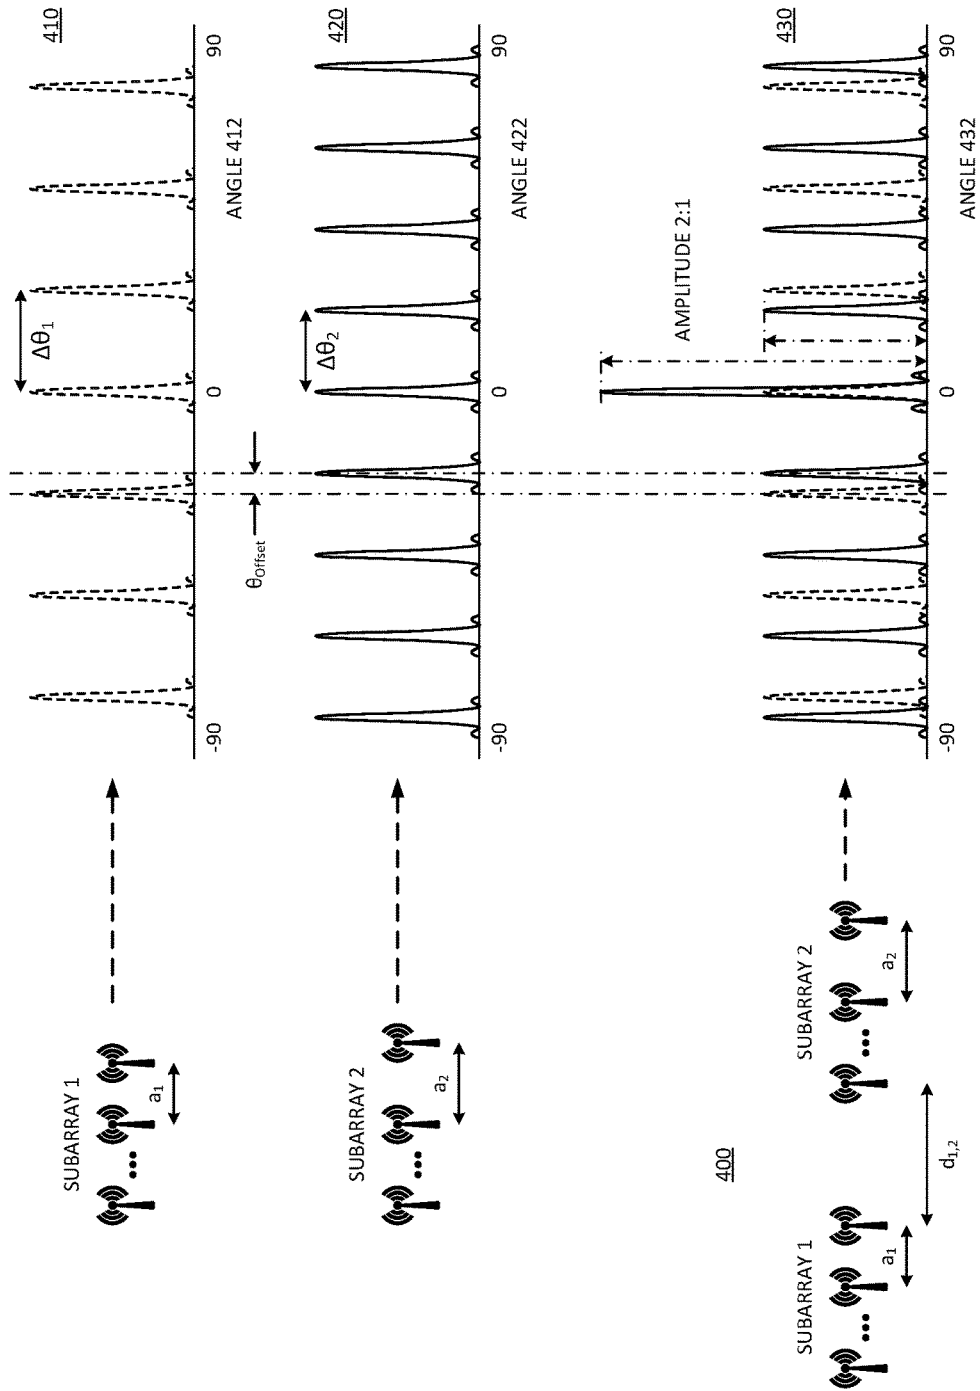 SUBARRAY 1
a1
Δθ1
410
-90
0
90
ANGLE 412
θOffset
SUBARRAY 2
a2
Δθ2
420
-90
0
90
ANGLE 422
400
AMPLITUDE 2:1
430
SUBARRAY 1
a1
d1,2
SUBARRAY 2
a2
-90
0
90
ANGLE 432